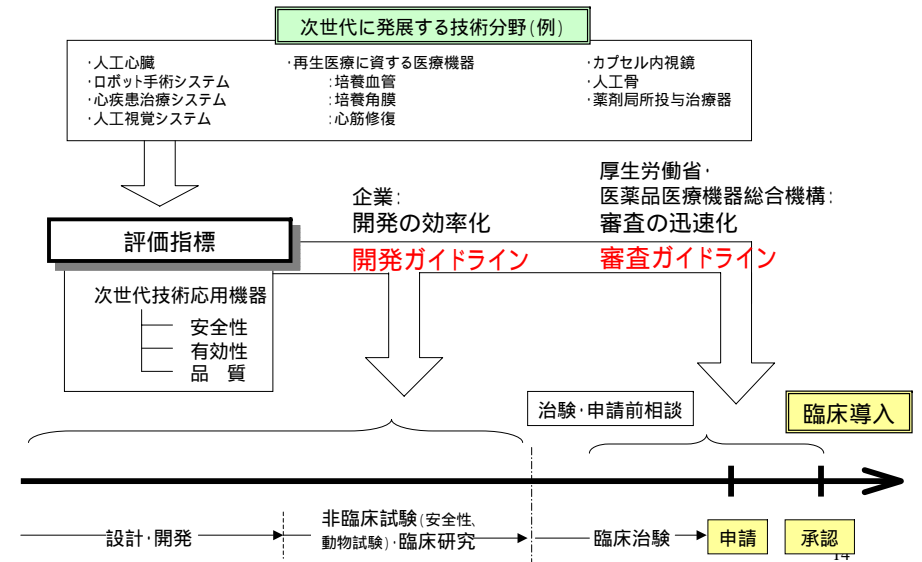 次世代に発展する技術分野(例)
・人工心臓
・ロボット手術システム
・心疾患治療システム
・人工視覚システム
・再生医療に資する医療機器
:培養血管
:培養角膜
:心筋修復
・カプセル内視鏡
・人工骨
・薬剤局所投与治療器
評価指標
次世代技術応用機器
安全性
有効性
品　質
企業:
開発の効率化
開発ガイドライン
厚生労働省・
医薬品医療機器総合機構:
審査の迅速化
審査ガイドライン
治験・申請前相談
臨床導入
設計・開発
非臨床試験(安全性、
動物試験)・臨床研究
臨床治験
申請
承認
14